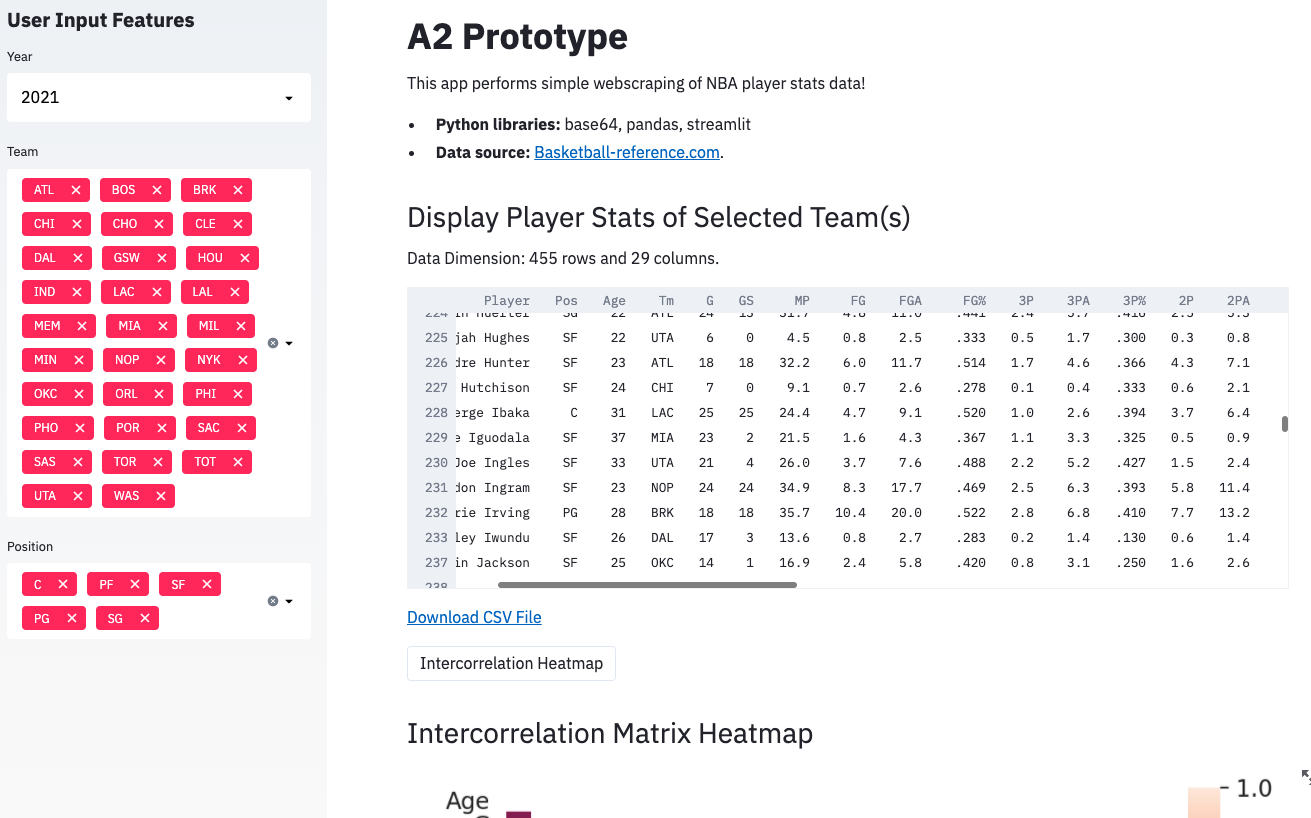 User Input Features
Year
2021
Team
ATL BOS BRK
CHI CHO CLE
DAL GSW HOU
IND LAC LAL
MEM MIA MIL
MIN NOP NYK
OKC ORL PHI
PHO POR SAC
SAS TOR TOT
UTA WAS
Position
C PF SF
PG SG
A2 Prototype
This app performs simple webscraping of NBA player stats data!
• Python libraries: base64, pandas, streamlit
• Data source: Basketball-reference.com.
Display Player Stats of Selected Team(s)
Data Dimension: 455 rows and 29 columns.
Player Pos Age Tm G GS MP FG FGA FG% 3P 3PA 3P% 2P 2PA
225 jah Hughes SF 22 UTA 6 0 4.5 0.8 2.5 .333 0.5 1.7 .300 0.3 0.8
226 dre Hunter SF 23 ATL 18 18 32.2 6.0 11.7 .514 1.7 4.6 .366 4.3 7.1
227 Hutchison SF 24 CHI 7 0 9.1 0.7 2.6 .278 0.1 0.4 .333 0.6 2.1
228 erge Ibaka C 31 LAC 25 25 24.4 4.7 9.1 .520 1.0 2.6 .394 3.7 6.4
229 e Iguodala SF 37 MIA 23 2 21.5 1.6 4.3 .367 1.1 3.3 .325 0.5 0.9
230 Joe Ingles SF 33 UTA 21 4 26.0 3.7 7.6 .488 2.2 5.2 .427 1.5 2.4
231 don Ingram SF 23 NOP 24 24 34.9 8.3 17.7 .469 2.5 6.3 .393 5.8 11.4
232 rie Irving PG 28 BRK 18 18 35.7 10.4 20.0 .522 2.8 6.8 .410 7.7 13.2
233 ley Iwundu SF 26 DAL 17 3 13.6 0.8 2.7 .283 0.2 1.4 .130 0.6 1.4
237 in Jackson SF 25 OKC 14 1 16.9 2.4 5.8 .420 0.8 3.1 .250 1.6 2.6
238
Download CSV File
Intercorrelation Heatmap
Intercorrelation Matrix Heatmap
Age
1.0